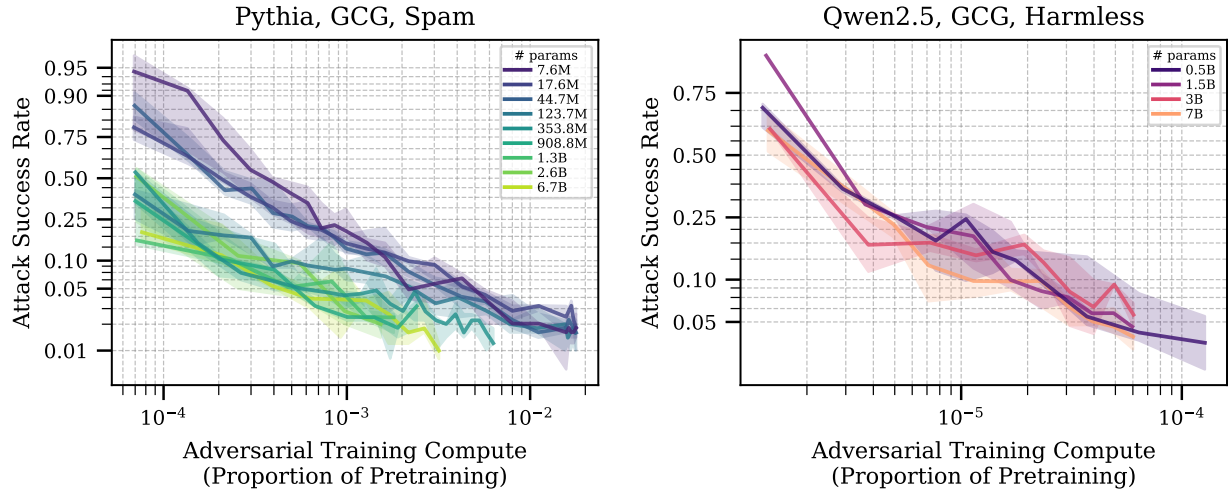 Pythia, GCG, Spam
Attack Success Rate
0.95
0.90
0.75
0.50
0.25
0.10
0.05
0.01
# params
7.6M
17.6M
44.7M
123.7M
353.8M
908.8M
1.3B
2.6B
6.7B
10⁻⁴
10⁻³
10⁻²
Adversarial Training Compute
(Proportion of Pretraining)
Qwen2.5, GCG, Harmless
Attack Success Rate
0.75
0.50
0.25
0.10
0.05
# params
0.5B
1.5B
3B
7B
10⁻⁵
10⁻⁴
Adversarial Training Compute
(Proportion of Pretraining)